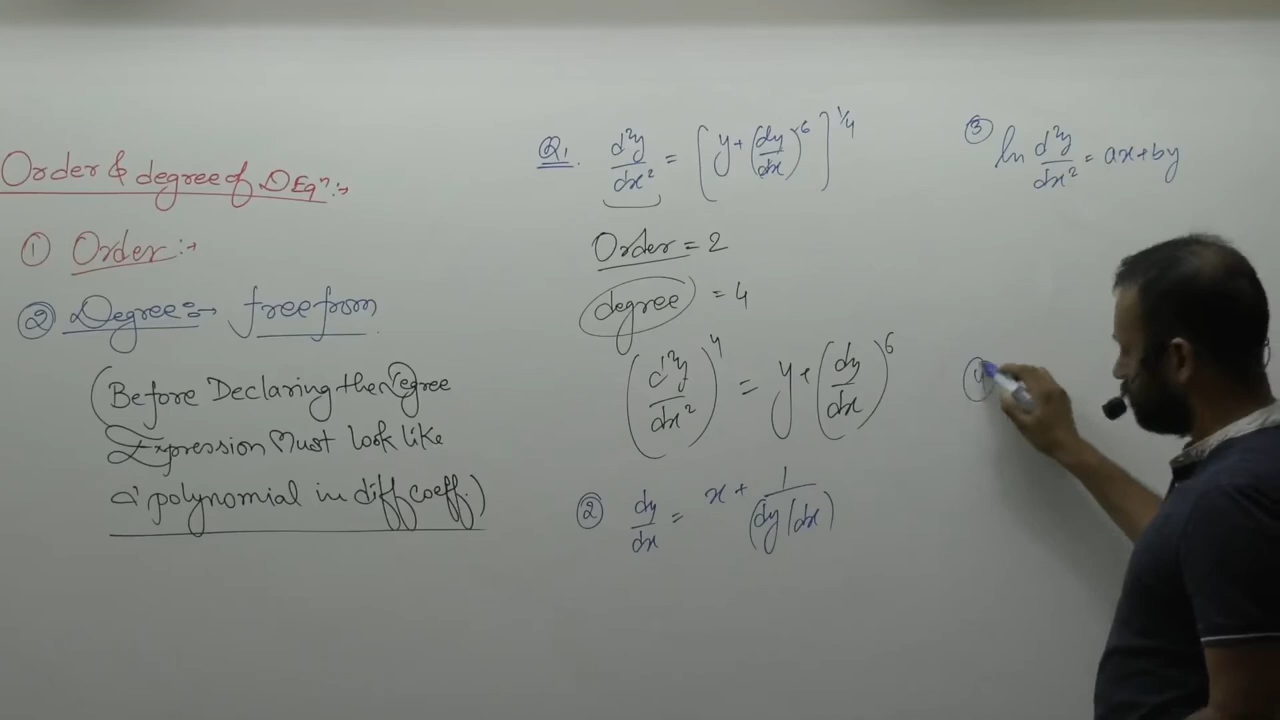 Order & degree of D Eqⁿ:-
① Order :-
② Degree :- free from
(Before Declaring the Degree
Expression Must look like
a polynomial in diff coeff.)
Q1. d²y/dx² = [y + (dy/dx)⁶]^1/4
Order = 2
degree = 4
(d²y/dx²)⁴ = y + (dy/dx)⁶
② dy/dx = x + 1/(dy/dx)
③ ln d²y/dx² = ax+by
④